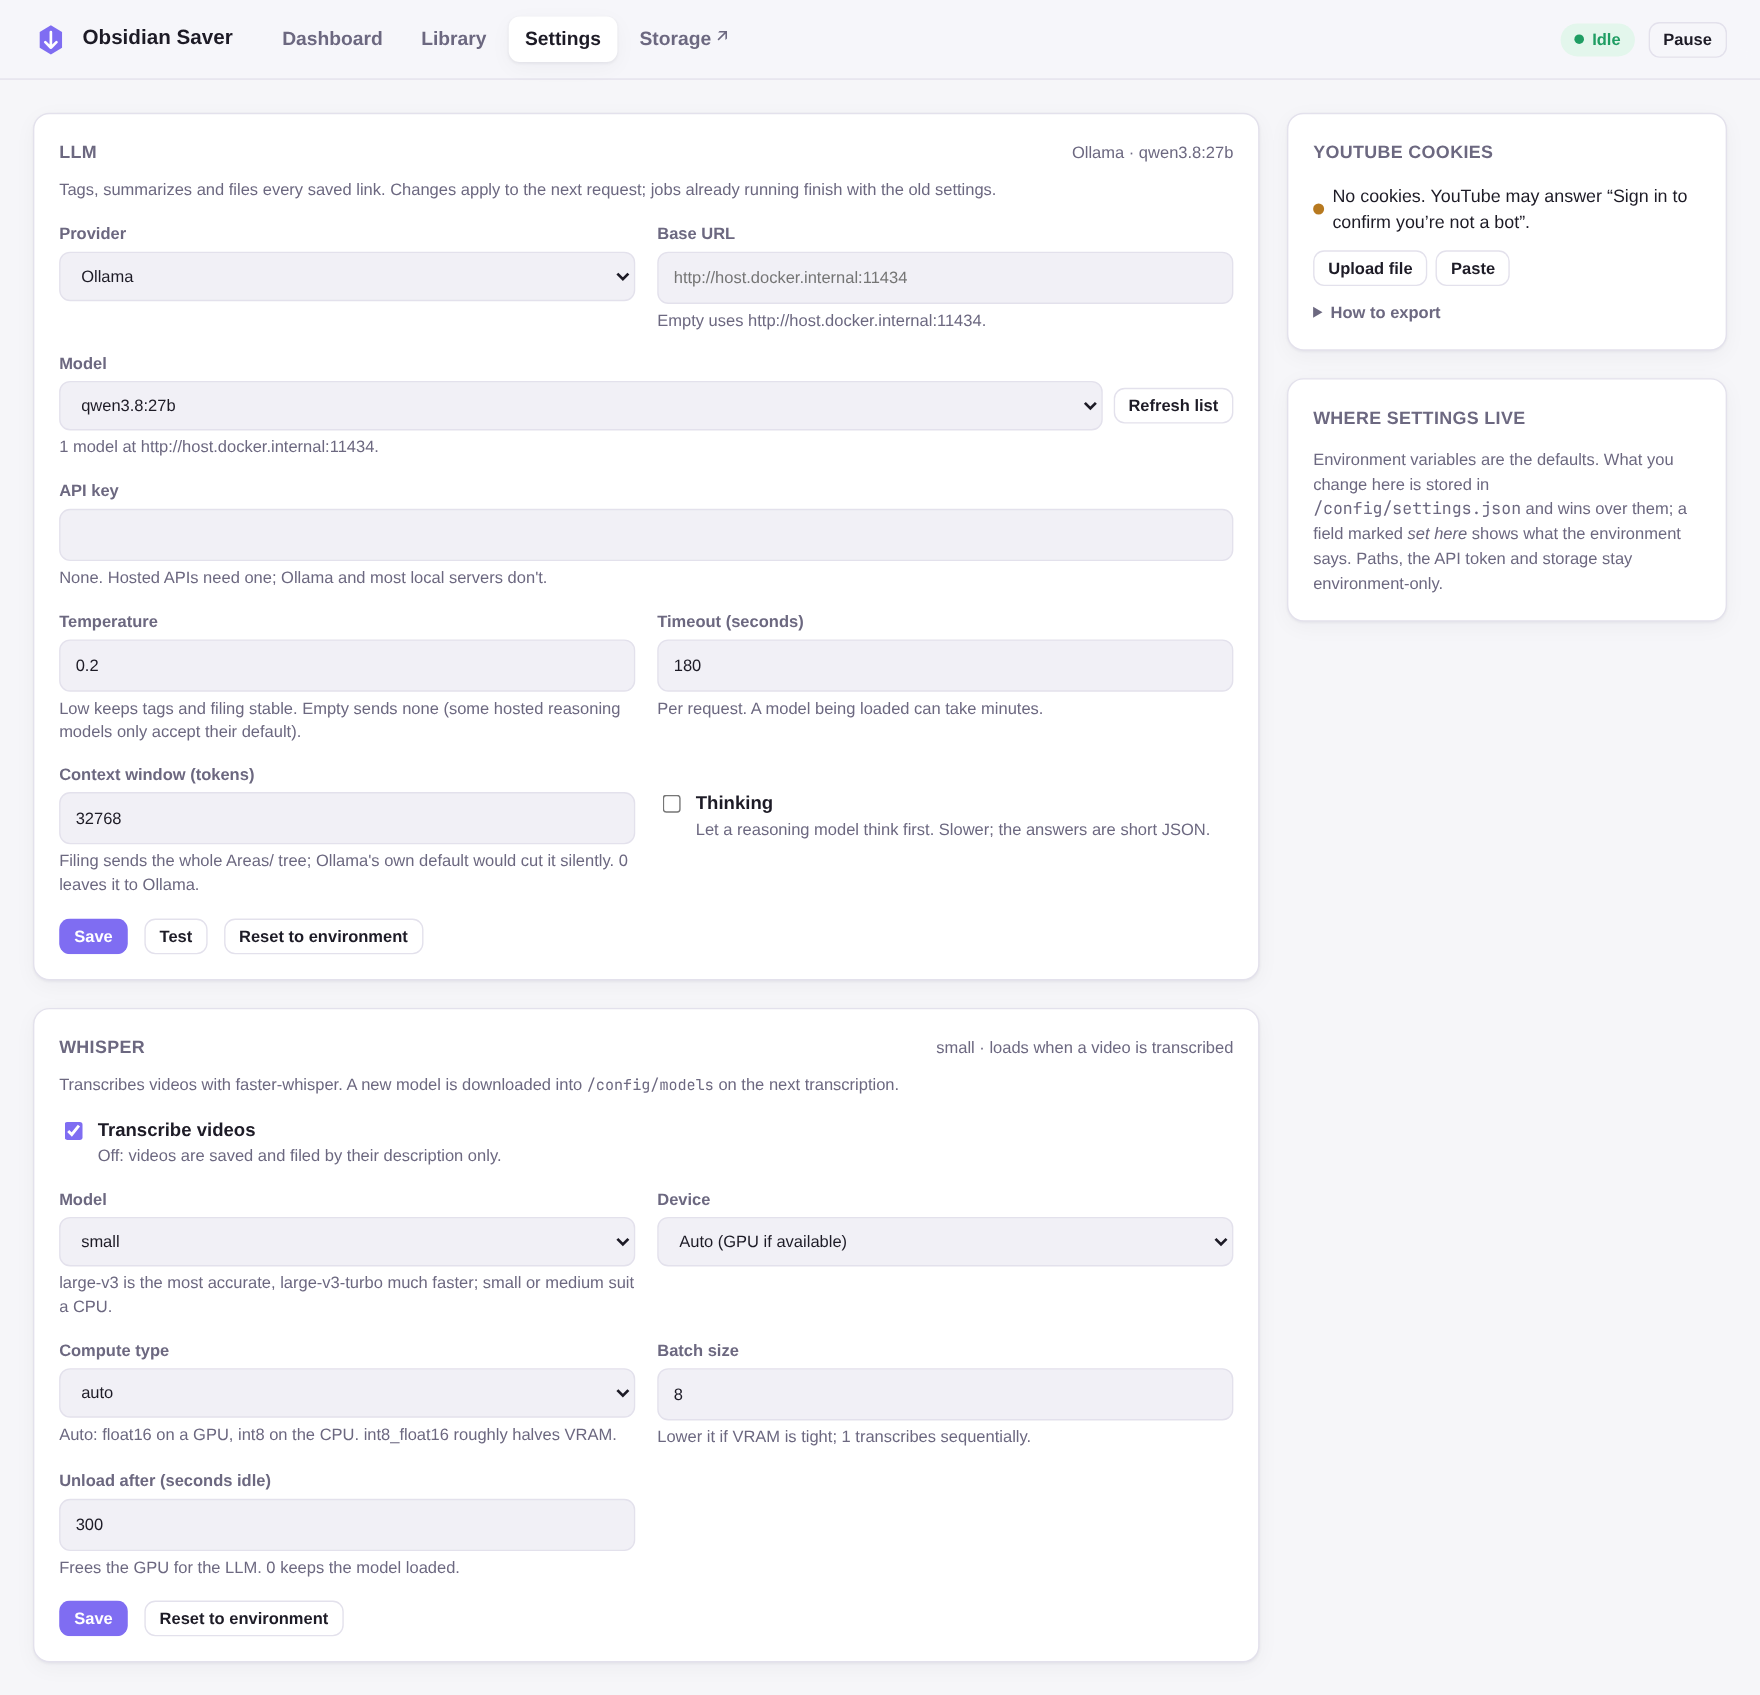 Obsidian Saver
Dashboard
Library
Settings
Storage ↗
Idle
Pause
LLM
Ollama · qwen3.8:27b
Tags, summarizes and files every saved link. Changes apply to the next request; jobs already running finish with the old settings.
Provider
Ollama
Base URL
http://host.docker.internal:11434
Empty uses http://host.docker.internal:11434.
Model
qwen3.8:27b
Refresh list
1 model at http://host.docker.internal:11434.
API key
None. Hosted APIs need one; Ollama and most local servers don't.
Temperature
0.2
Low keeps tags and filing stable. Empty sends none (some hosted reasoning
models only accept their default).
Timeout (seconds)
180
Per request. A model being loaded can take minutes.
Context window (tokens)
32768
Filing sends the whole Areas/ tree; Ollama's own default would cut it silently. 0
leaves it to Ollama.
Thinking
Let a reasoning model think first. Slower; the answers are short JSON.
Save
Test
Reset to environment
WHISPER
small · loads when a video is transcribed
Transcribes videos with faster-whisper. A new model is downloaded into /config/models on the next transcription.
Transcribe videos
Off: videos are saved and filed by their description only.
Model
small
large-v3 is the most accurate, large-v3-turbo much faster; small or medium suit
a CPU.
Device
Auto (GPU if available)
Compute type
auto
Auto: float16 on a GPU, int8 on the CPU. int8_float16 roughly halves VRAM.
Batch size
8
Lower it if VRAM is tight; 1 transcribes sequentially.
Unload after (seconds idle)
300
Frees the GPU for the LLM. 0 keeps the model loaded.
Save
Reset to environment
YOUTUBE COOKIES
No cookies. YouTube may answer “Sign in to
confirm you’re not a bot”.
Upload file
Paste
How to export
WHERE SETTINGS LIVE
Environment variables are the defaults. What you
change here is stored in
/config/settings.json and wins over them; a
field marked set here shows what the environment
says. Paths, the API token and storage stay
environment-only.